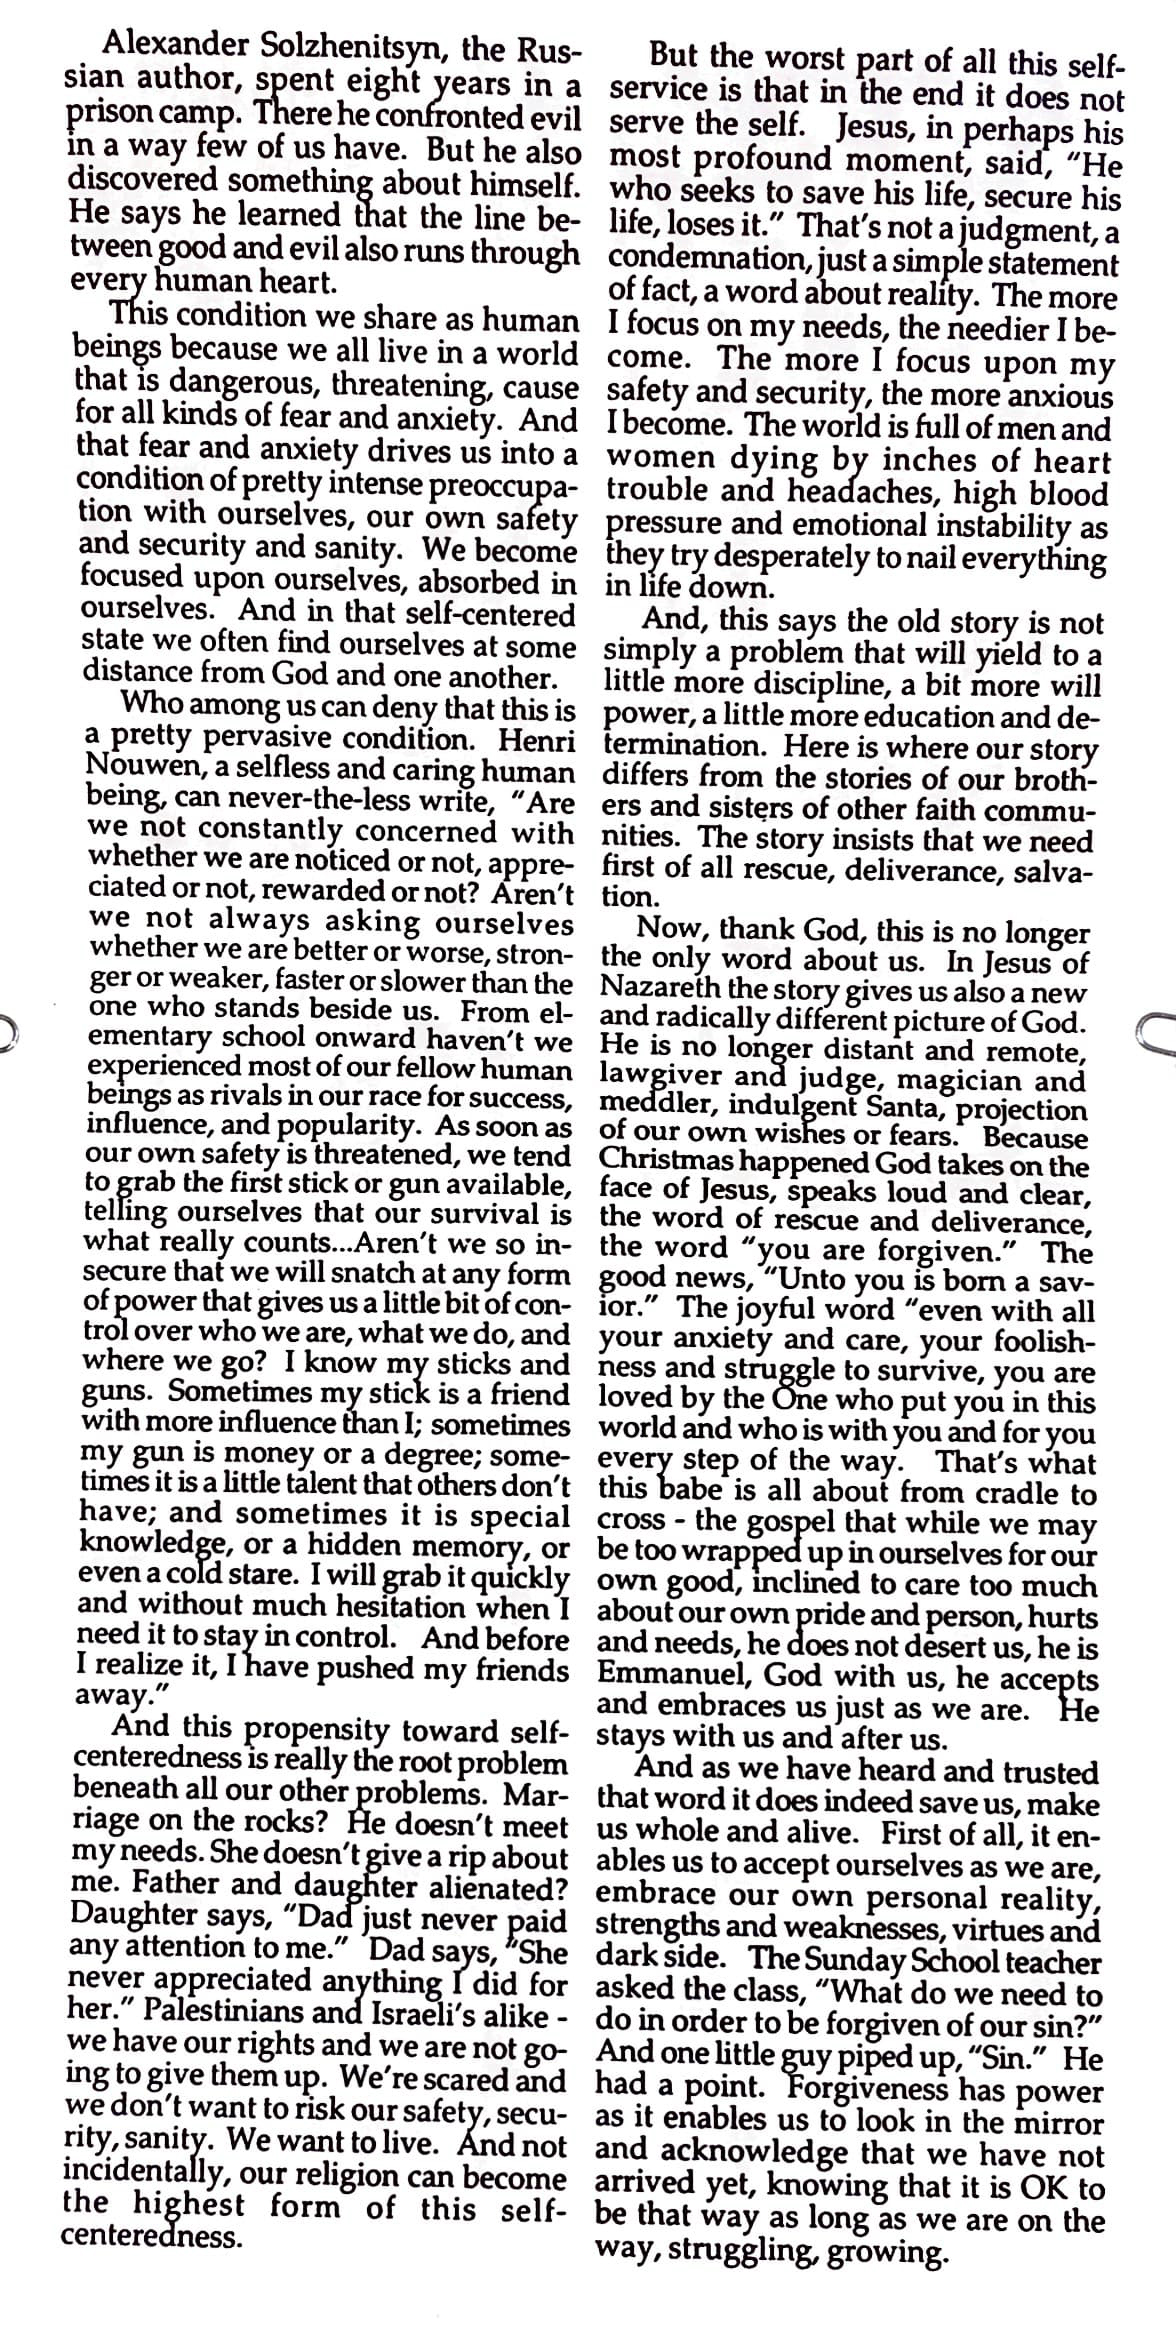 Alexander Solzhenitsyn, the Rus-
sian author, spent eight years in a
prison camp. There he confronted evil
in a way few of us have. But he also
discovered something about himself.
He says he learned that the line be-
tween good and evil also runs through
every human heart.
This condition we share as human
beings because we all live in a world
that is dangerous, threatening, cause
for all kinds of fear and anxiety. And
that fear and anxiety drives us into a
condition of pretty intense preoccupa-
tion with ourselves, our own safety
and security and sanity. We become
focused upon ourselves, absorbed in
ourselves. And in that self-centered
state we often find ourselves at some
distance from God and one another.
Who among us can deny that this is
a pretty pervasive condition. Henri
Nouwen, a selfless and caring human
being, can never-the-less write, "Are
we not constantly concerned with
whether we are noticed or not, appre-
ciated or not, rewarded or not? Aren't
we not always asking ourselves
whether we are better or worse, stron-
ger or weaker, faster or slower than the
one who stands beside us. From el-
ementary school onward haven't we
experienced most of our fellow human
beings as rivals in our race for success,
influence, and popularity. As soon as
our own safety is threatened, we tend
to grab the first stick or gun available,
telling ourselves that our survival is
what really counts...Aren't we so in-
secure that we will snatch at any form
of power that gives us a little bit of con-
trol over who we are, what we do, and
where we go? I know my sticks and
guns. Sometimes my stick is a friend
with more influence than I; sometimes
my gun is money or a degree; some-
times it is a little talent that others don't
have; and sometimes it is special
knowledge, or a hidden memory, or
even a cold stare. I will grab it quickly
and without much hesitation when I
need it to stay in control. And before
I realize it, I have pushed my friends
away."
And this propensity toward self-
centeredness is really the root problem
beneath all our other problems. Mar-
riage on the rocks? He doesn't meet
my needs. She doesn't give a rip about
me. Father and daughter alienated?
Daughter says, "Dad just never paid
any attention to me." Dad says, "She
never appreciated anything I did for
her." Palestinians and Israeli's alike -
we have our rights and we are not go-
ing to give them up. We're scared and
we don't want to risk our safety, secu-
rity, sanity. We want to live. And not
incidentally, our religion can become
the highest form of this self-
centeredness.
But the worst part of all this self-
service is that in the end it does not
serve the self. Jesus, in perhaps his
most profound moment, said, "He
who seeks to save his life, secure his
life, loses it." That's not a judgment, a
condemnation, just a simple statement
of fact, a word about reality. The more
I focus on my needs, the needier I be-
come. The more I focus upon my
safety and security, the more anxious
I become. The world is full of men and
women dying by inches of heart
trouble and headaches, high blood
pressure and emotional instability as
they try desperately to nail everything
in life down.
And, this says the old story is not
simply a problem that will yield to a
little more discipline, a bit more will
power, a little more education and de-
termination. Here is where our story
differs from the stories of our broth-
ers and sisters of other faith commu-
nities. The story insists that we need
first of all rescue, deliverance, salva-
tion.
Now, thank God, this is no longer
the only word about us. In Jesus of
Nazareth the story gives us also a new
and radically different picture of God.
He is no longer distant and remote,
lawgiver and judge, magician and
meddler, indulgent Santa, projection
of our own wishes or fears. Because
Christmas happened God takes on the
face of Jesus, speaks loud and clear,
the word of rescue and deliverance,
the word "you are forgiven." The
good news, "Unto you is born a sav-
ior." The joyful word "even with all
your anxiety and care, your foolish-
ness and struggle to survive, you are
loved by the One who put you in this
world and who is with you and for you
every step of the way. That's what
this babe is all about from cradle to
cross - the gospel that while we may
be too wrapped up in ourselves for our
own good, inclined to care too much
about our own pride and person, hurts
and needs, he does not desert us, he is
Emmanuel, God with us, he accepts
and embraces us just as we are. He
stays with us and after us.
And as we have heard and trusted
that word it does indeed save us, make
us whole and alive. First of all, it en-
ables us to accept ourselves as we are,
embrace our own personal reality,
strengths and weaknesses, virtues and
dark side. The Sunday School teacher
asked the class, "What do we need to
do in order to be forgiven of our sin?"
And one little guy piped up, "Sin." He
had a point. Forgiveness has power
as it enables us to look in the mirror
and acknowledge that we have not
arrived yet, knowing that it is OK to
be that way as long as we are on the
way, struggling, growing.